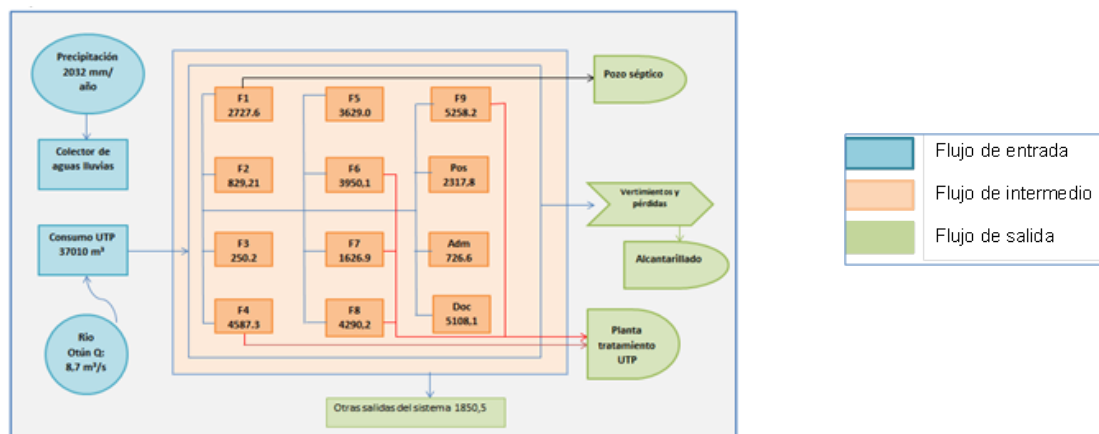 Precipitación
2032 mm/
año
Colector de
aguas lluvias
Consumo UTP
37010 m³
Río
Otún Q:
8,7 m³/s
F1
2727.6
F2
829,21
F3
250.2
F4
4587.3
F5
3629.0
F6
3950,1
F7
1626.9
F8
4290,2
F9
5258.2
Pos
2317,8
Adm
726.6
Doc
5108,1
Pozo séptico
Vertimientos y
pérdidas
Alcantarillado
Planta
tratamiento
UTP
Otras salidas del sistema 1850,5
Flujo de entrada
Flujo de intermedio
Flujo de salida